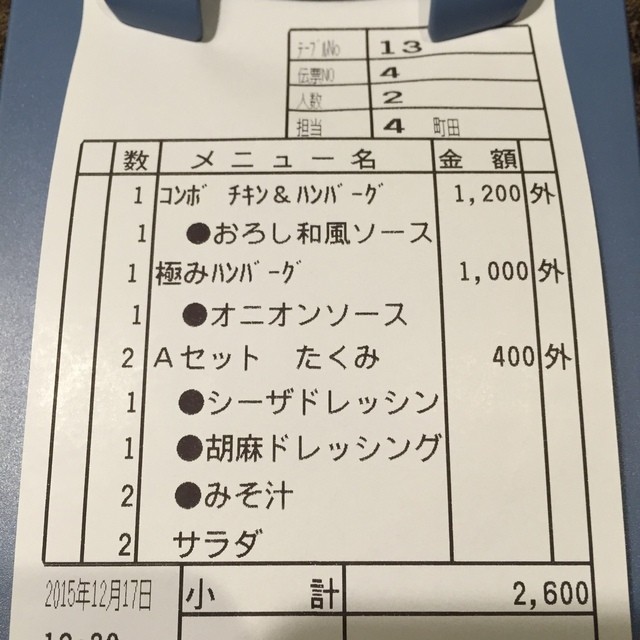 ﾃｰﾌﾞﾙNo 13
伝票NO 4
人数 2
担当 4 町田
数 メニュー名 金額
1 ｺﾝﾎﾞ ﾁｷﾝ&ﾊﾝﾊﾞｰｸﾞ 1,200 外
1 ●おろし和風ソース
1 極みﾊﾝﾊﾞｰｸﾞ 1,000 外
1 ●オニオンソース
2 Aセット たくみ 400 外
1 ●シーザドレッシン
1 ●胡麻ドレッシング
2 ●みそ汁
2 サラダ
2015年12月17日 小計 2,600